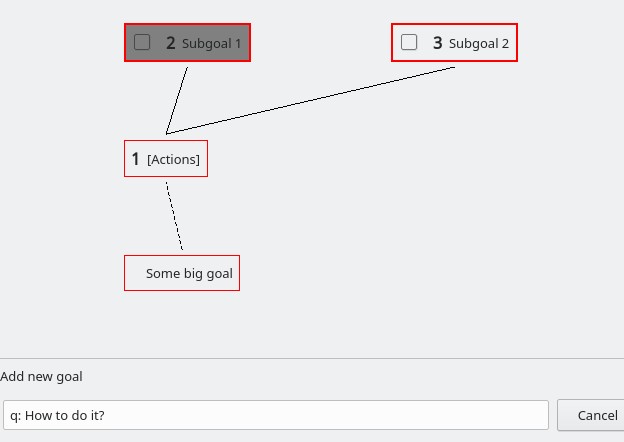 2 Subgoal 1
3 Subgoal 2
1 [Actions]
Some big goal
Add new goal
q: How to do it?
Cancel